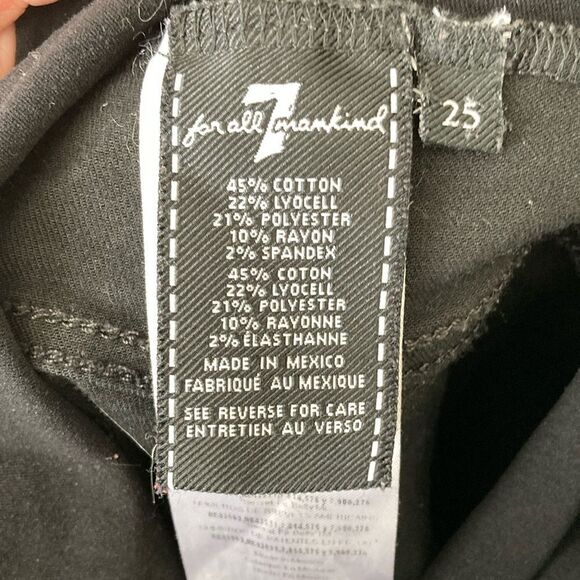 7
for all mankind
25
45% COTTON
22% LYOCELL
21% POLYESTER
10% RAYON
2% SPANDEX
45% COTON
22% LYOCELL
21% POLYESTER
10% RAYONNE
2% ÉLASTHANNE
MADE IN MEXICO
FABRIQUÉ AU MEXIQUE
SEE REVERSE FOR CARE
ENTRETIEN AU VERSO